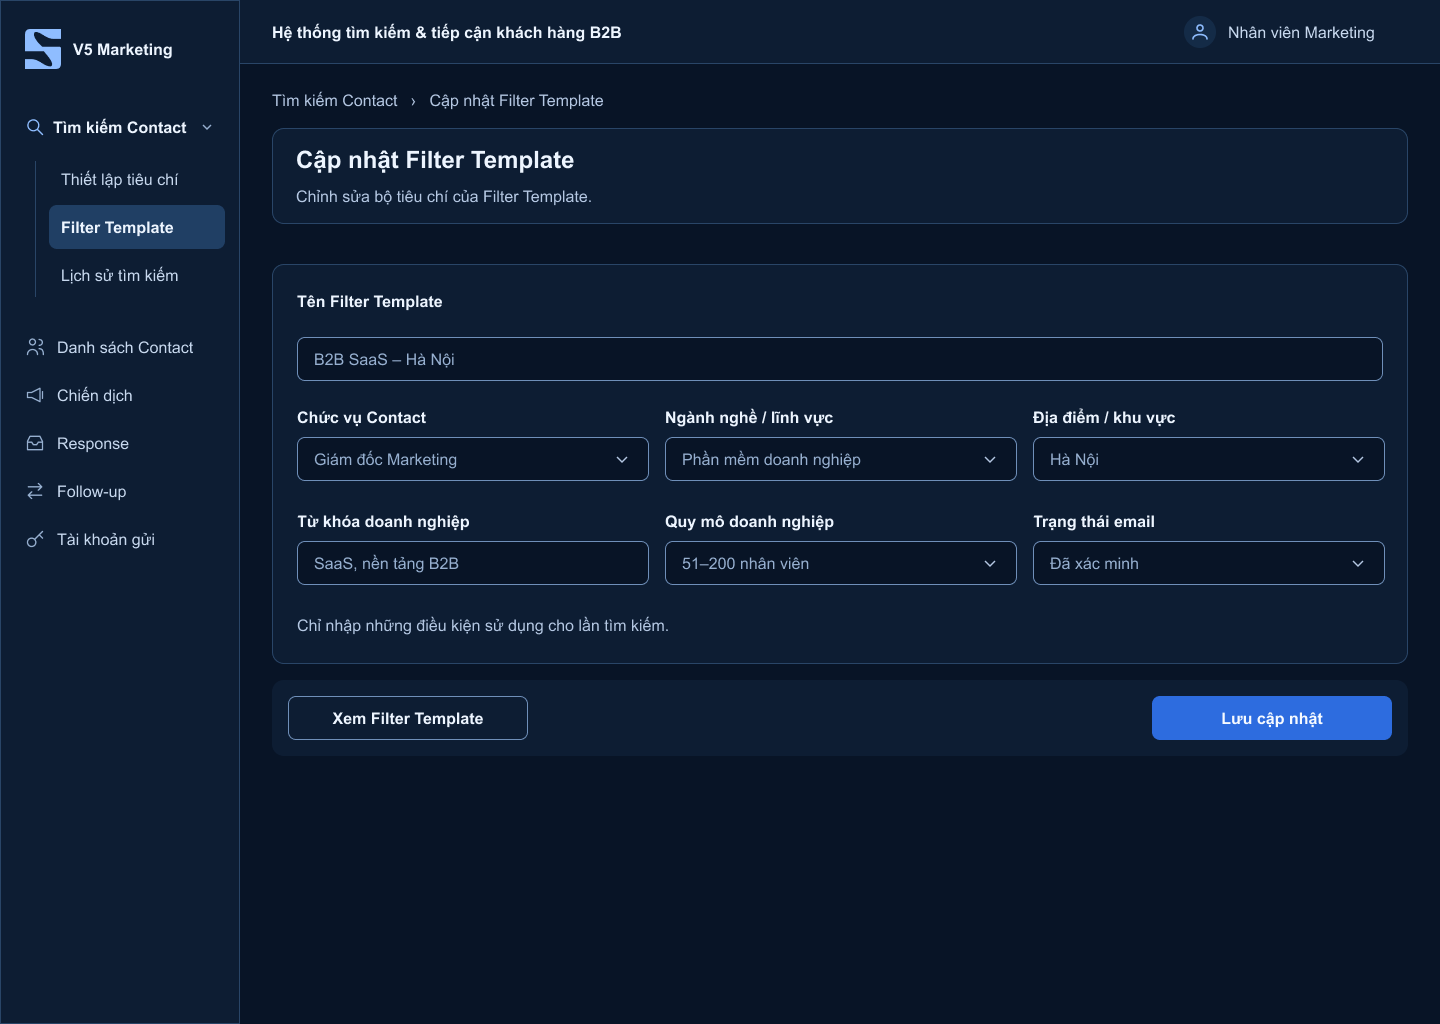 V5 Marketing
Hệ thống tìm kiếm & tiếp cận khách hàng B2B
Nhân viên Marketing
Tìm kiếm Contact
Thiết lập tiêu chí
Filter Template
Lịch sử tìm kiếm
Danh sách Contact
Chiến dịch
Response
Follow-up
Tài khoản gửi
Tìm kiếm Contact › Cập nhật Filter Template
Cập nhật Filter Template
Chỉnh sửa bộ tiêu chí của Filter Template.
Tên Filter Template
B2B SaaS – Hà Nội
Chức vụ Contact
Giám đốc Marketing
Ngành nghề / lĩnh vực
Phần mềm doanh nghiệp
Địa điểm / khu vực
Hà Nội
Từ khóa doanh nghiệp
SaaS, nền tảng B2B
Quy mô doanh nghiệp
51–200 nhân viên
Trạng thái email
Đã xác minh
Chỉ nhập những điều kiện sử dụng cho lần tìm kiếm.
Xem Filter Template
Lưu cập nhật